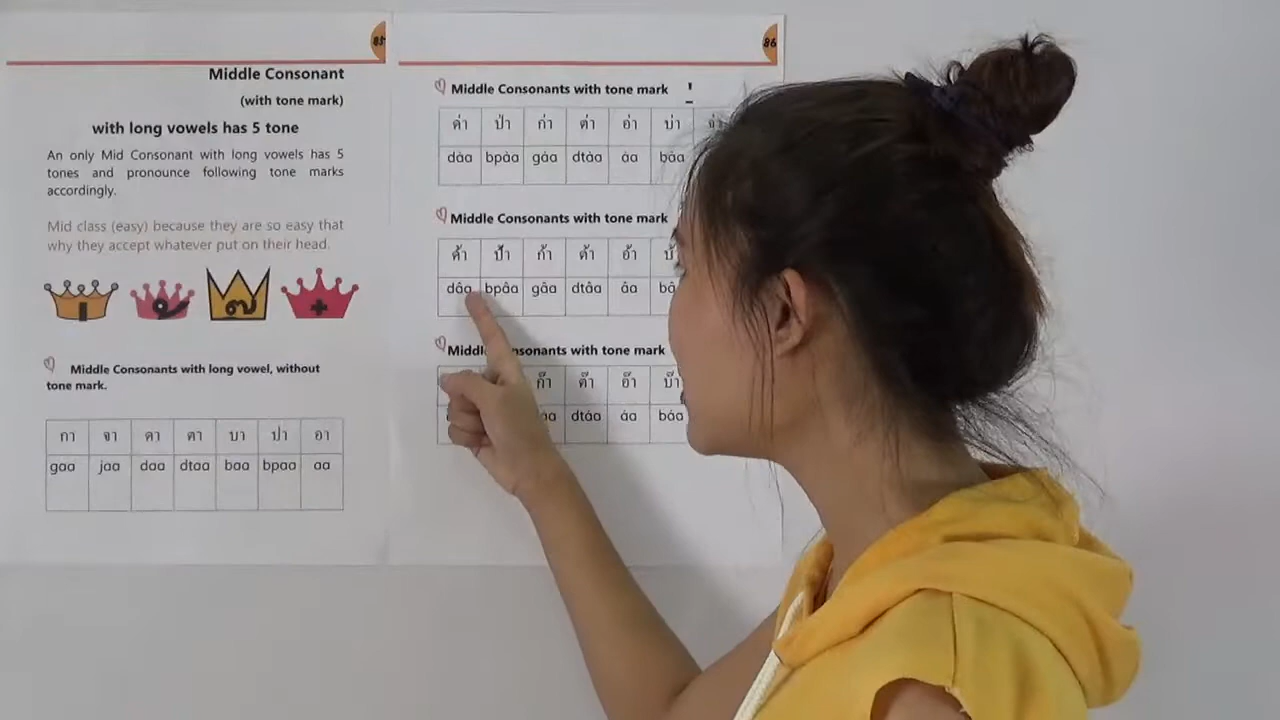 85
Middle Consonant
(with tone mark)
with long vowels has 5 tone
An only Mid Consonant with long vowels has 5
tones and pronounce following tone marks
accordingly.
Mid class (easy) because they are so easy that
why they accept whatever put on their head.
Middle Consonants with long vowel, without
tone mark.
กา จา ดา ตา บา ปา อา
gaa jaa daa dtaa baa bpaa aa
86
Middle Consonants with tone mark
ด่า ป่า ก่า ต่า อ่า บ่า จ่า
dàa bpàa gàa dtàa àa bàa
Middle Consonants with tone mark
ด้า ป้า ก้า ต้า อ้า
dâa bpâa gâa dtâa âa
Middle Consonants with tone mark
ก๊า ต๊า อ๊า บ๊า
dtáa áa báa